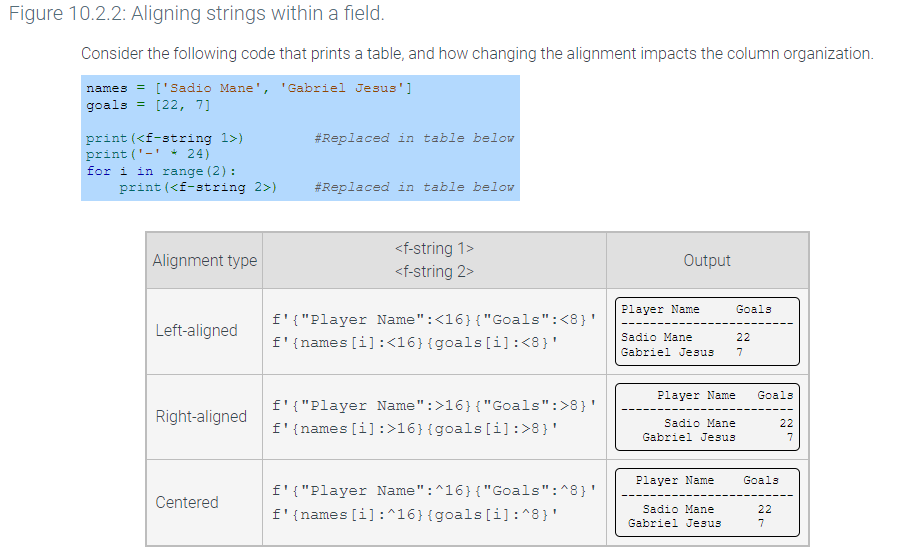 Figure 10.2.2: Aligning strings within a field.
Consider the following code that prints a table, and how changing the alignment impacts the column organization.
names = ['Sadio Mane', 'Gabriel Jesus']
goals = [22, 7]
print(<f-string 1>)          #Replaced in table below
print('-' * 24)
for i in range(2):
    print(<f-string 2>)     #Replaced in table below
Alignment type
<f-string 1>
<f-string 2>
Output
Left-aligned
f'{"Player Name":<16}{"Goals":<8}'
f'{names[i]:<16}{goals[i]:<8}'
Player Name     Goals
------------------------
Sadio Mane      22
Gabriel Jesus   7
Right-aligned
f'{"Player Name":>16}{"Goals":>8}'
f'{names[i]:>16}{goals[i]:>8}'
     Player Name   Goals
------------------------
      Sadio Mane      22
   Gabriel Jesus       7
Centered
f'{"Player Name":^16}{"Goals":^8}'
f'{names[i]:^16}{goals[i]:^8}'
  Player Name    Goals
------------------------
   Sadio Mane      22
 Gabriel Jesus     7